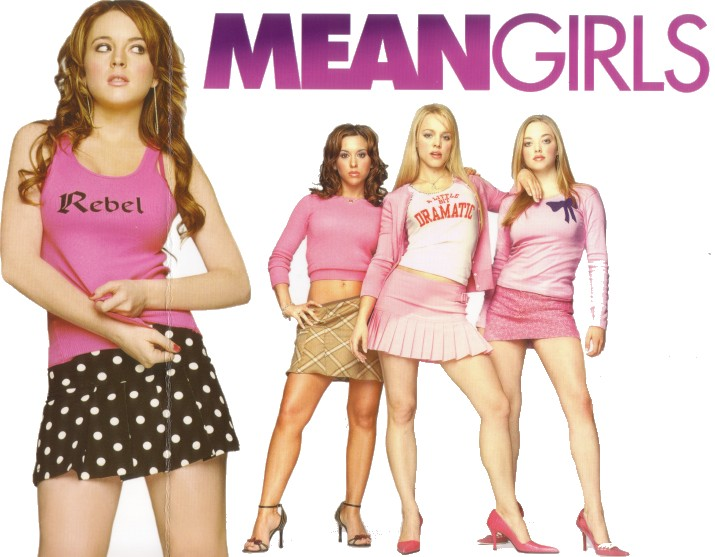 MEANGIRLS
Rebel
A LITTLE
BIT
DRAMATIC